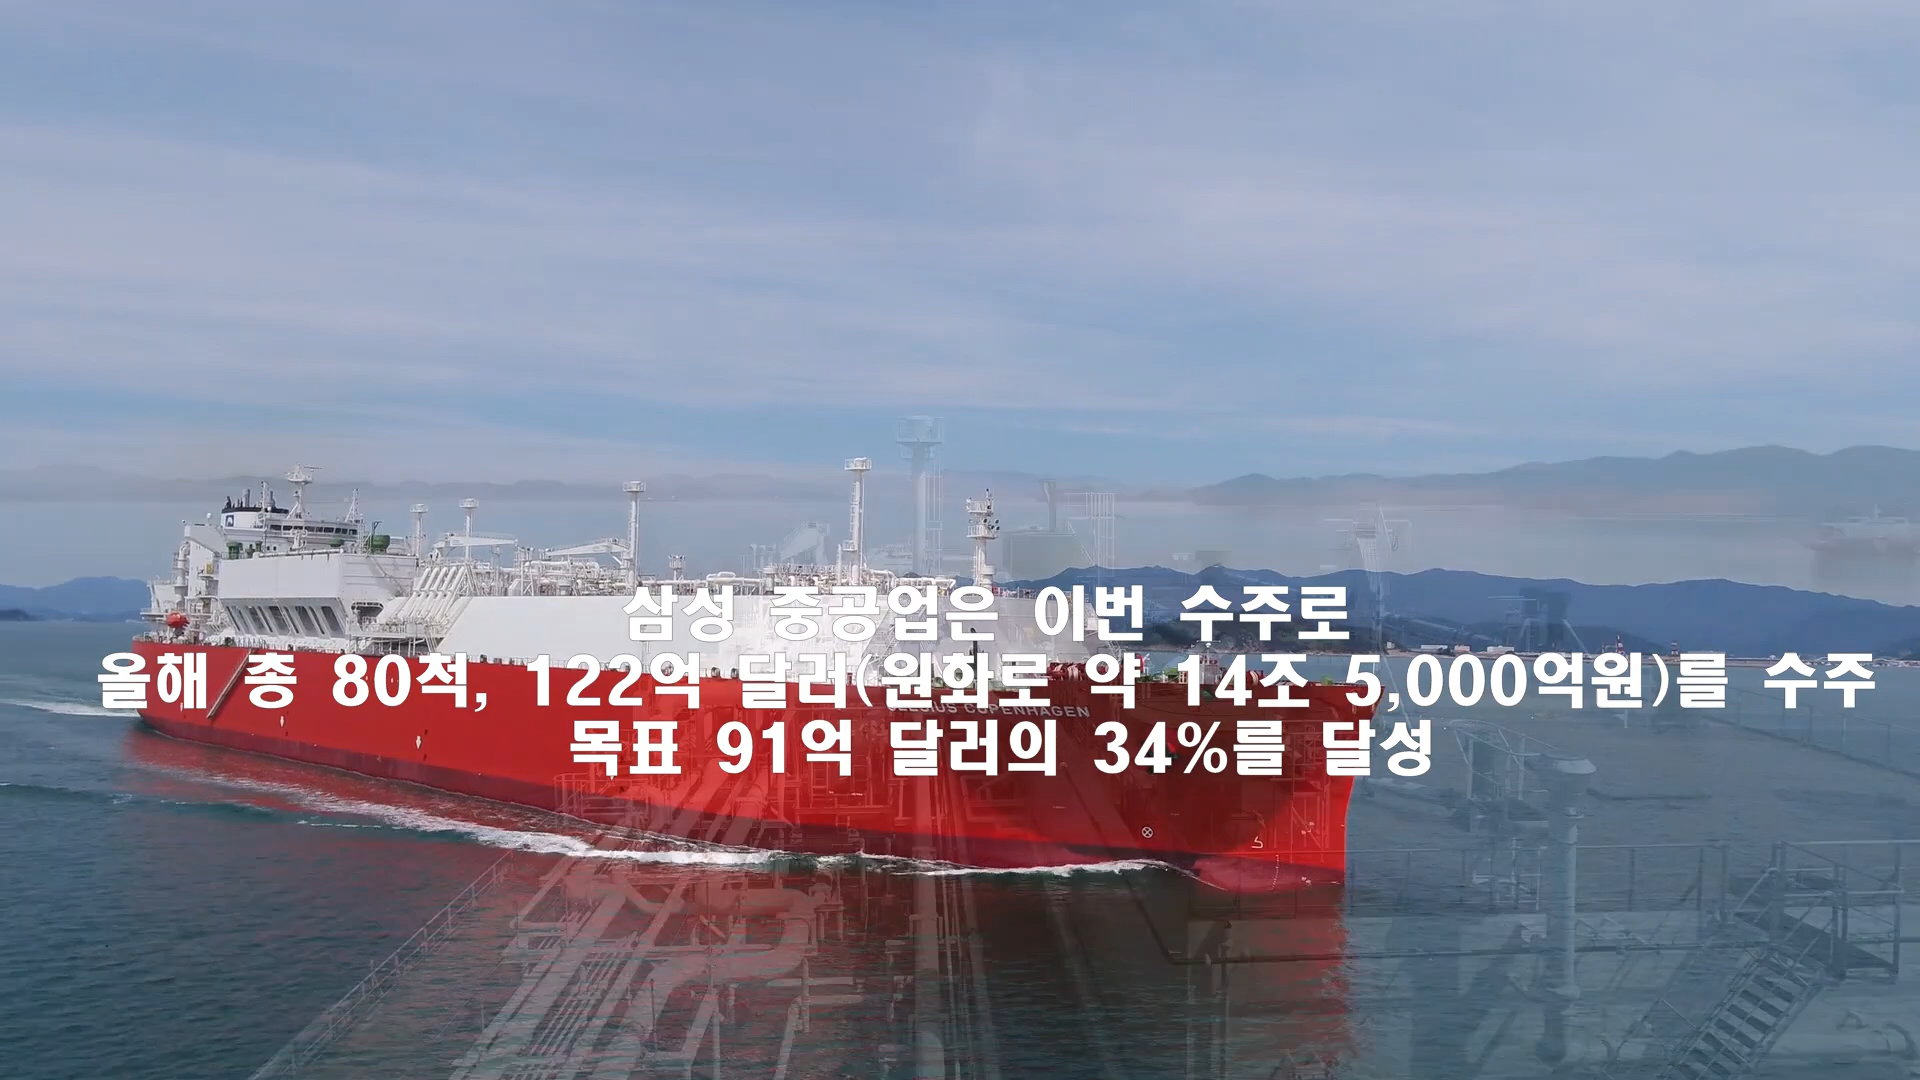 삼성 중공업은 이번 수주로
올해 총 80척, 122억 달러(원화로 약 14조 5,000억원)를 수주
COPENHAGEN
목표 91억 달러의 34%를 달성